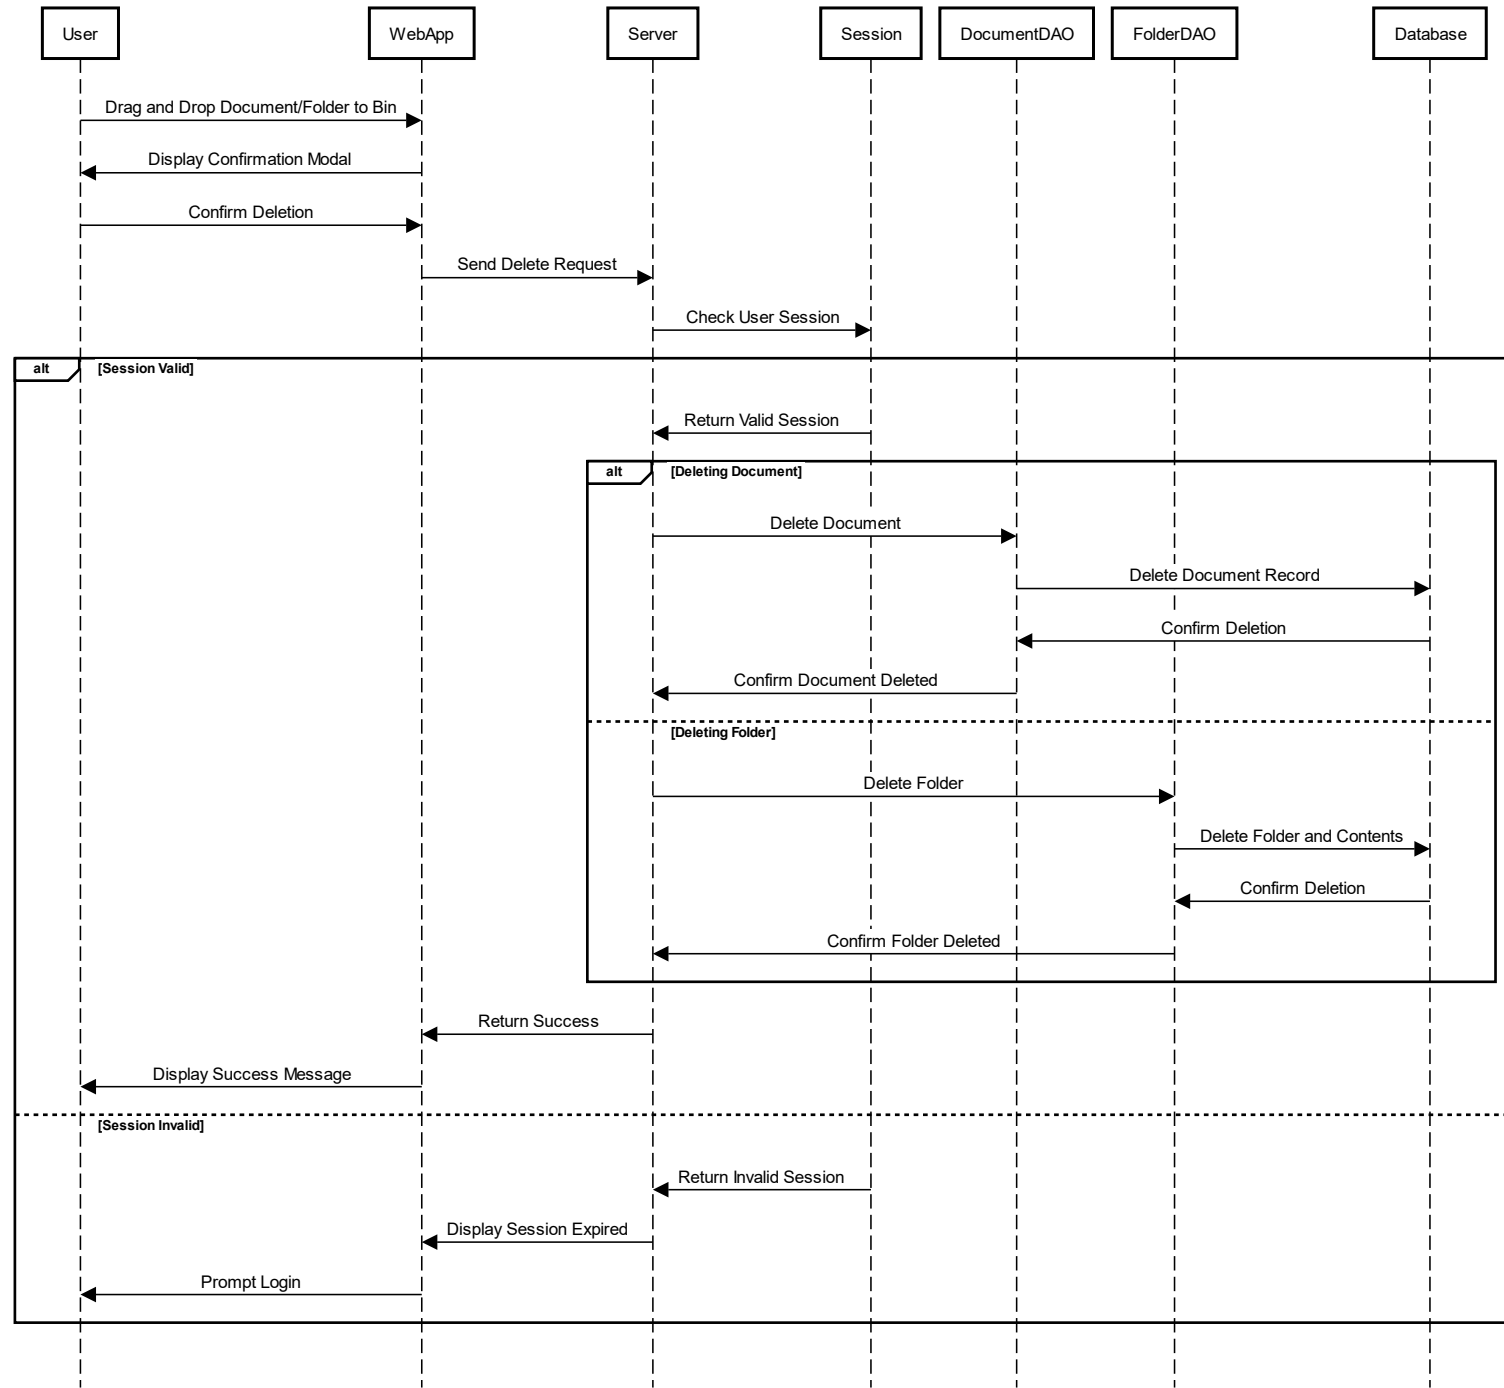 User
WebApp
Server
Session
DocumentDAO
FolderDAO
Database
Drag and Drop Document/Folder to Bin
Display Confirmation Modal
Confirm Deletion
Send Delete Request
Check User Session
alt
[Session Valid]
Return Valid Session
alt
[Deleting Document]
Delete Document
Delete Document Record
Confirm Deletion
Confirm Document Deleted
[Deleting Folder]
Delete Folder
Delete Folder and Contents
Confirm Deletion
Confirm Folder Deleted
Return Success
Display Success Message
[Session Invalid]
Return Invalid Session
Display Session Expired
Prompt Login